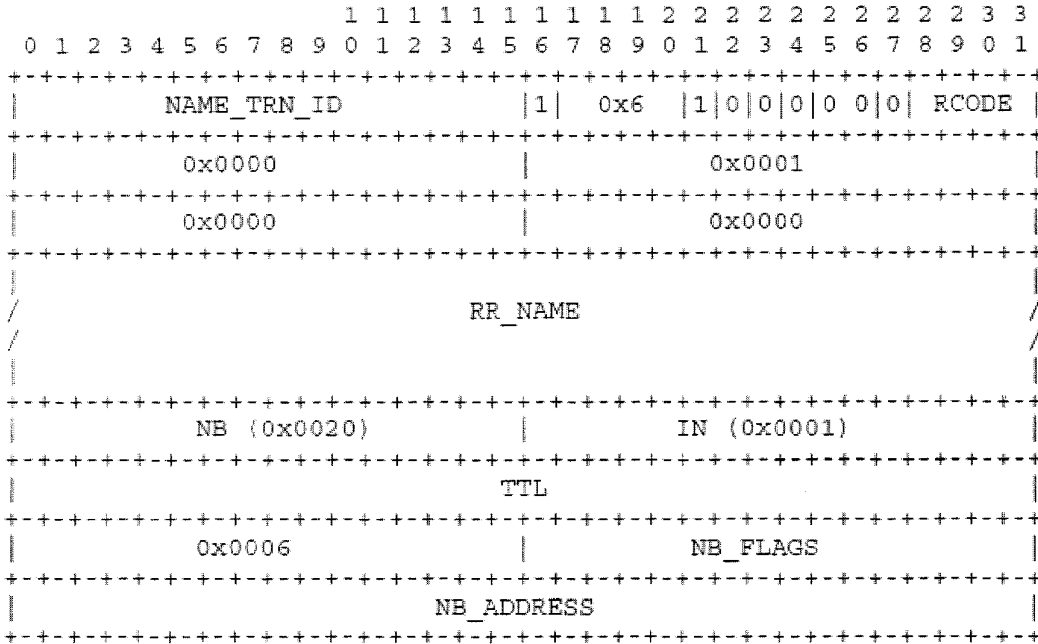 1 1 1 1 1 1 1 1 1 1 2 2 2 2 2 2 2 2 2 2 3 3
 0 1 2 3 4 5 6 7 8 9 0 1 2 3 4 5 6 7 8 9 0 1 2 3 4 5 6 7 8 9 0 1
+-+-+-+-+-+-+-+-+-+-+-+-+-+-+-+-+-+-+-+-+-+-+-+-+-+-+-+-+-+-+-+-+
|         NAME_TRN_ID           |1|  0x6  |1|0|0|0|0 0|0| RCODE |
+-+-+-+-+-+-+-+-+-+-+-+-+-+-+-+-+-+-+-+-+-+-+-+-+-+-+-+-+-+-+-+-+
|          0x0000               |           0x0001              |
+-+-+-+-+-+-+-+-+-+-+-+-+-+-+-+-+-+-+-+-+-+-+-+-+-+-+-+-+-+-+-+-+
|          0x0000               |           0x0000              |
+-+-+-+-+-+-+-+-+-+-+-+-+-+-+-+-+-+-+-+-+-+-+-+-+-+-+-+-+-+-+-+-+
|                                                               |
/                            RR_NAME                            /
/                                                               /
|                                                               |
+-+-+-+-+-+-+-+-+-+-+-+-+-+-+-+-+-+-+-+-+-+-+-+-+-+-+-+-+-+-+-+-+
|           NB (0x0020)         |         IN (0x0001)           |
+-+-+-+-+-+-+-+-+-+-+-+-+-+-+-+-+-+-+-+-+-+-+-+-+-+-+-+-+-+-+-+-+
|                              TTL                              |
+-+-+-+-+-+-+-+-+-+-+-+-+-+-+-+-+-+-+-+-+-+-+-+-+-+-+-+-+-+-+-+-+
|           0x0006              |          NB_FLAGS             |
+-+-+-+-+-+-+-+-+-+-+-+-+-+-+-+-+-+-+-+-+-+-+-+-+-+-+-+-+-+-+-+-+
|                          NB_ADDRESS                           |
+-+-+-+-+-+-+-+-+-+-+-+-+-+-+-+-+-+-+-+-+-+-+-+-+-+-+-+-+-+-+-+-+